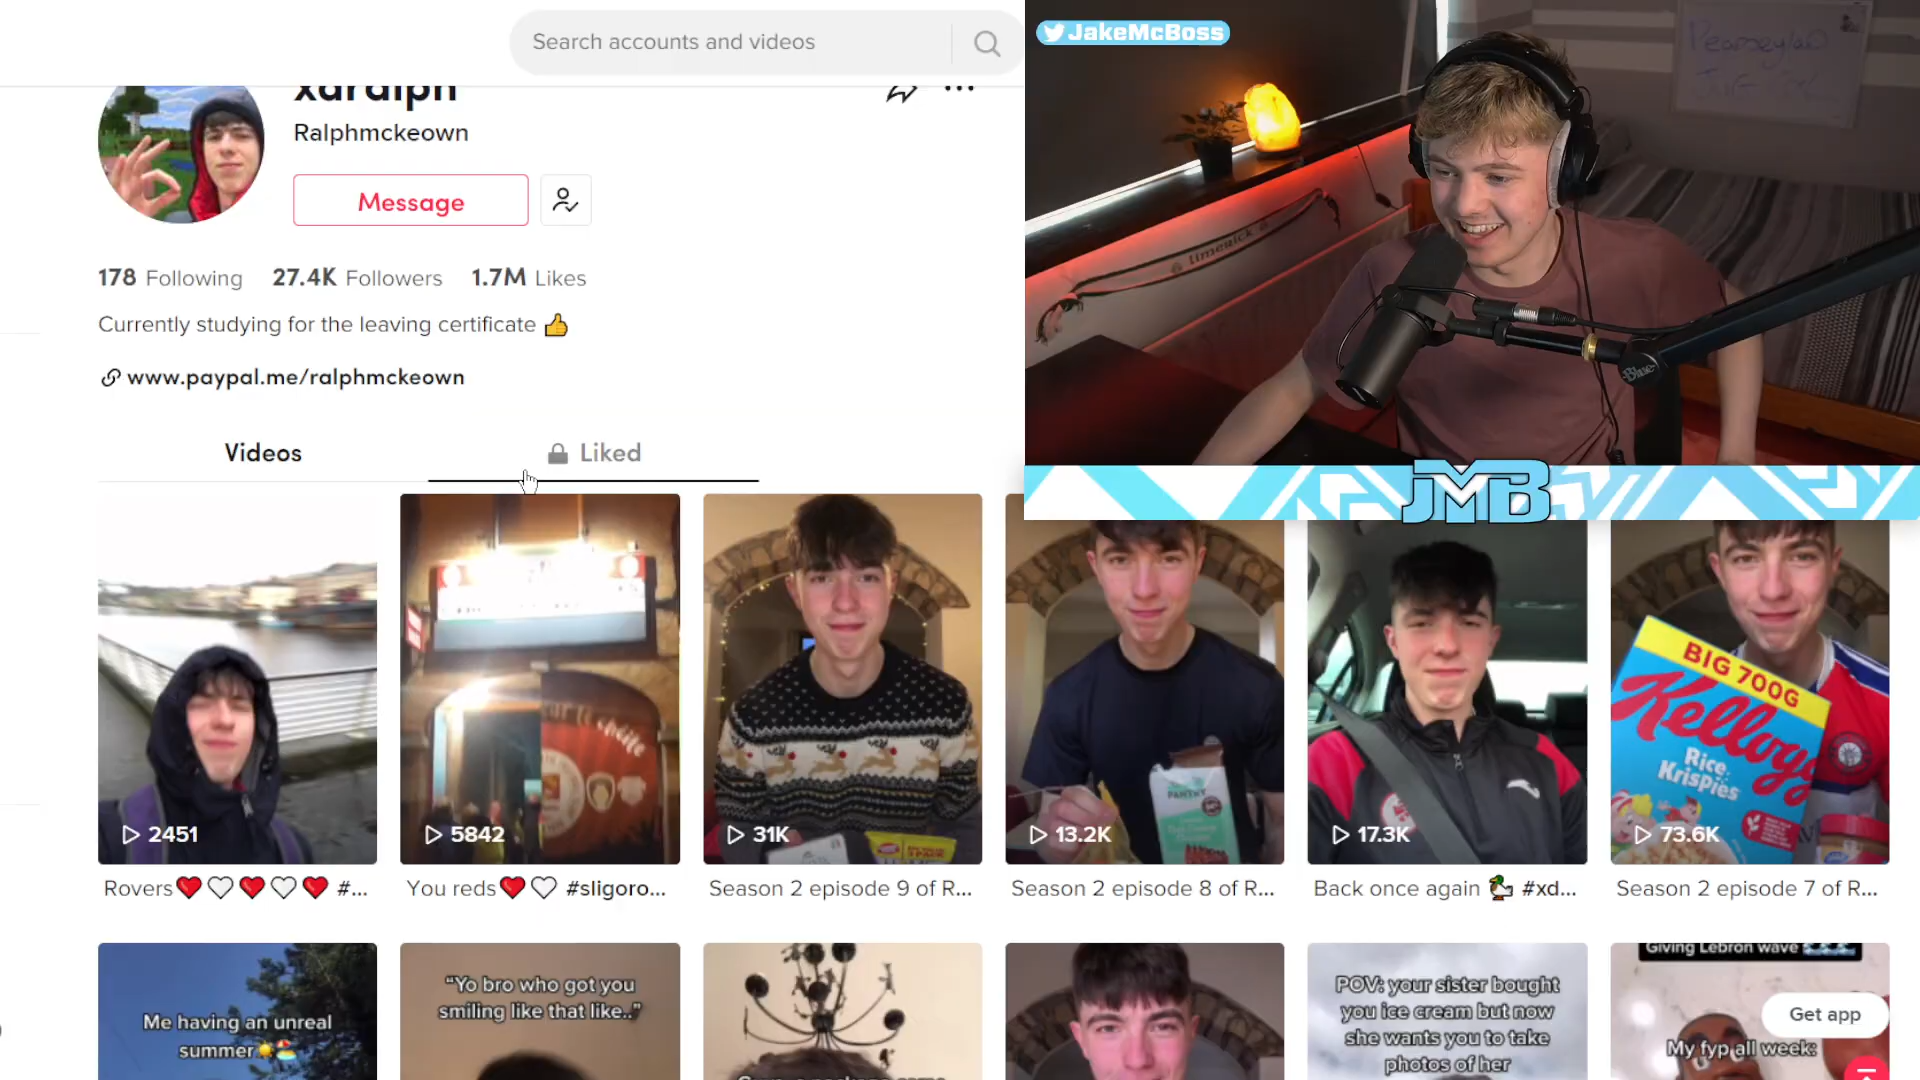 Search accounts and videos
JakeMcBoss
xdralph
Ralphmckeown
Message
178 Following 27.4K Followers 1.7M Likes
Currently studying for the leaving certificate 👍
www.paypal.me/ralphmckeown
Videos
Liked
limerick
Blue
JMB
BIG 700G
Kellogg
Rice
Krispies
PANTRY
2451
5842
31K
13.2K
17.3K
73.6K
Rovers❤️🤍❤️🤍❤️ #...
You reds❤️🤍 #sligoro...
Season 2 episode 9 of R...
Season 2 episode 8 of R...
Back once again 🦆 #xd...
Season 2 episode 7 of R...
Me having an unreal
summer☀️🏖️
"Yo bro who got you
smiling like that like.."
POV: your sister bought
you ice cream but now
she wants you to take
photos of her
Giving Lebron wave 🌊🌊🌊
My fyp all week:
Get app